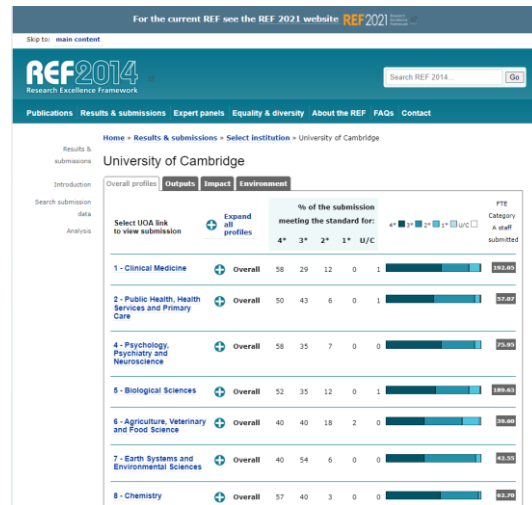 For the current REF see the REF 2021 website REF2021
Skip to: main content
REF2014
Research Excellence Framework
Search REF 2014...
Go
Publications Results & submissions Expert panels Equality & diversity About the REF FAQs Contact
Home » Results & submissions » Select institution » University of Cambridge
Results &
submissions
Introduction
Search submission
data
Analysis
University of Cambridge
Overall profiles Outputs Impact Environment
Select UOA link
to view submission
Expand
all
profiles
% of the submission
meeting the standard for:
4* 3* 2* 1* U/C
4* 3* 2* 1* U/C
FTE
Category
A staff
submitted
1 - Clinical Medicine Overall 58 29 12 0 1 192.05
2 - Public Health, Health
Services and Primary
Care
Overall 50 43 6 0 1 57.07
4 - Psychology,
Psychiatry and
Neuroscience
Overall 58 35 7 0 0 75.95
5 - Biological Sciences Overall 52 35 12 0 1 189.63
6 - Agriculture, Veterinary
and Food Science
Overall 40 40 18 2 0 39.60
7 - Earth Systems and
Environmental Sciences
Overall 40 54 6 0 0 43.55
8 - Chemistry Overall 57 40 3 0 0 63.70